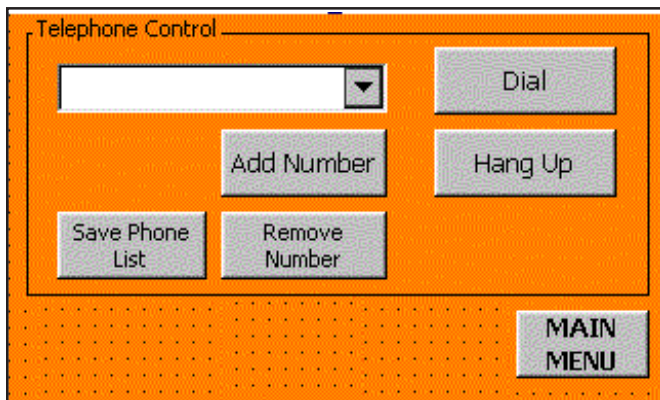 Telephone Control
Dial
Add Number
Hang Up
Save Phone
List
Remove
Number
MAIN
MENU